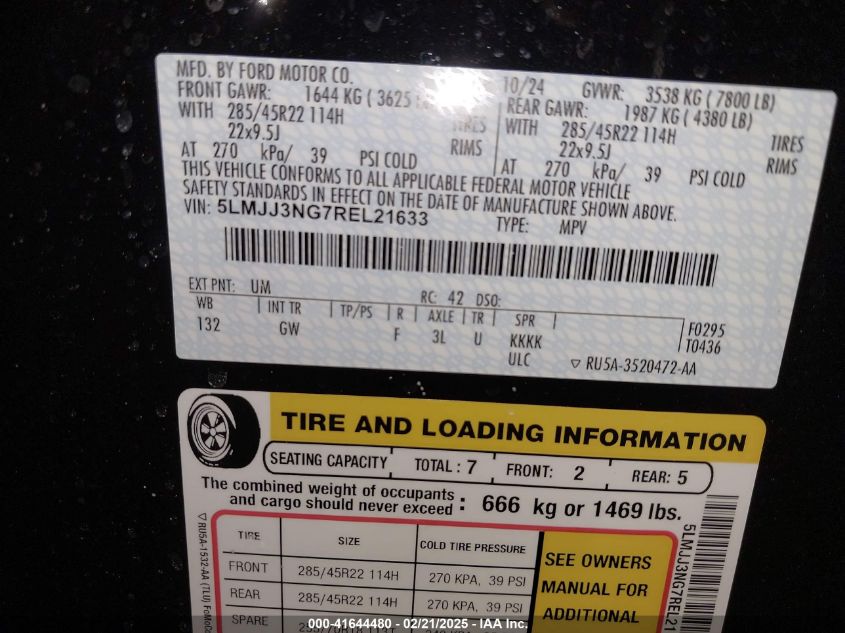 MFD. BY FORD MOTOR CO. 10/24 GVWR: 3538 KG (7800 LB)
FRONT GAWR: 1644 KG (3625 REAR GAWR: 1987 KG (4380 LB)
WITH 285/45R22 114H TIRES WITH 285/45R22 114H TIRES
22x9.5J RIMS 22x9.5J RIMS
AT 270 kPa/ 39 PSI COLD AT 270 kPa/ 39 PSI COLD
THIS VEHICLE CONFORMS TO ALL APPLICABLE FEDERAL MOTOR VEHICLE
SAFETY STANDARDS IN EFFECT ON THE DATE OF MANUFACTURE SHOWN ABOVE.
VIN: 5LMJJ3NG7REL21633 TYPE: MPV
EXT PNT: UM RC: 42 DSO:
WB INT TR TP/PS R AXLE TR SPR F0295
132 GW F 3L U KKKK T0436
ULC ▽ RU5A-3520472-AA
TIRE AND LOADING INFORMATION
SEATING CAPACITY TOTAL : 7 FRONT: 2 REAR: 5
The combined weight of occupants
and cargo should never exceed : 666 kg or 1469 lbs.
TIRE SIZE COLD TIRE PRESSURE
FRONT 285/45R22 114H 270 KPA, 39 PSI
REAR 285/45R22 114H 270 KPA, 39 PSI
SPARE
SEE OWNERS
MANUAL FOR
ADDITIONAL
▽ RU5A-1532-AA (TLU) FoMoCo
5LMJJ3NG7REL21
000-41644480 - 02/21/2025 - IAA Inc.